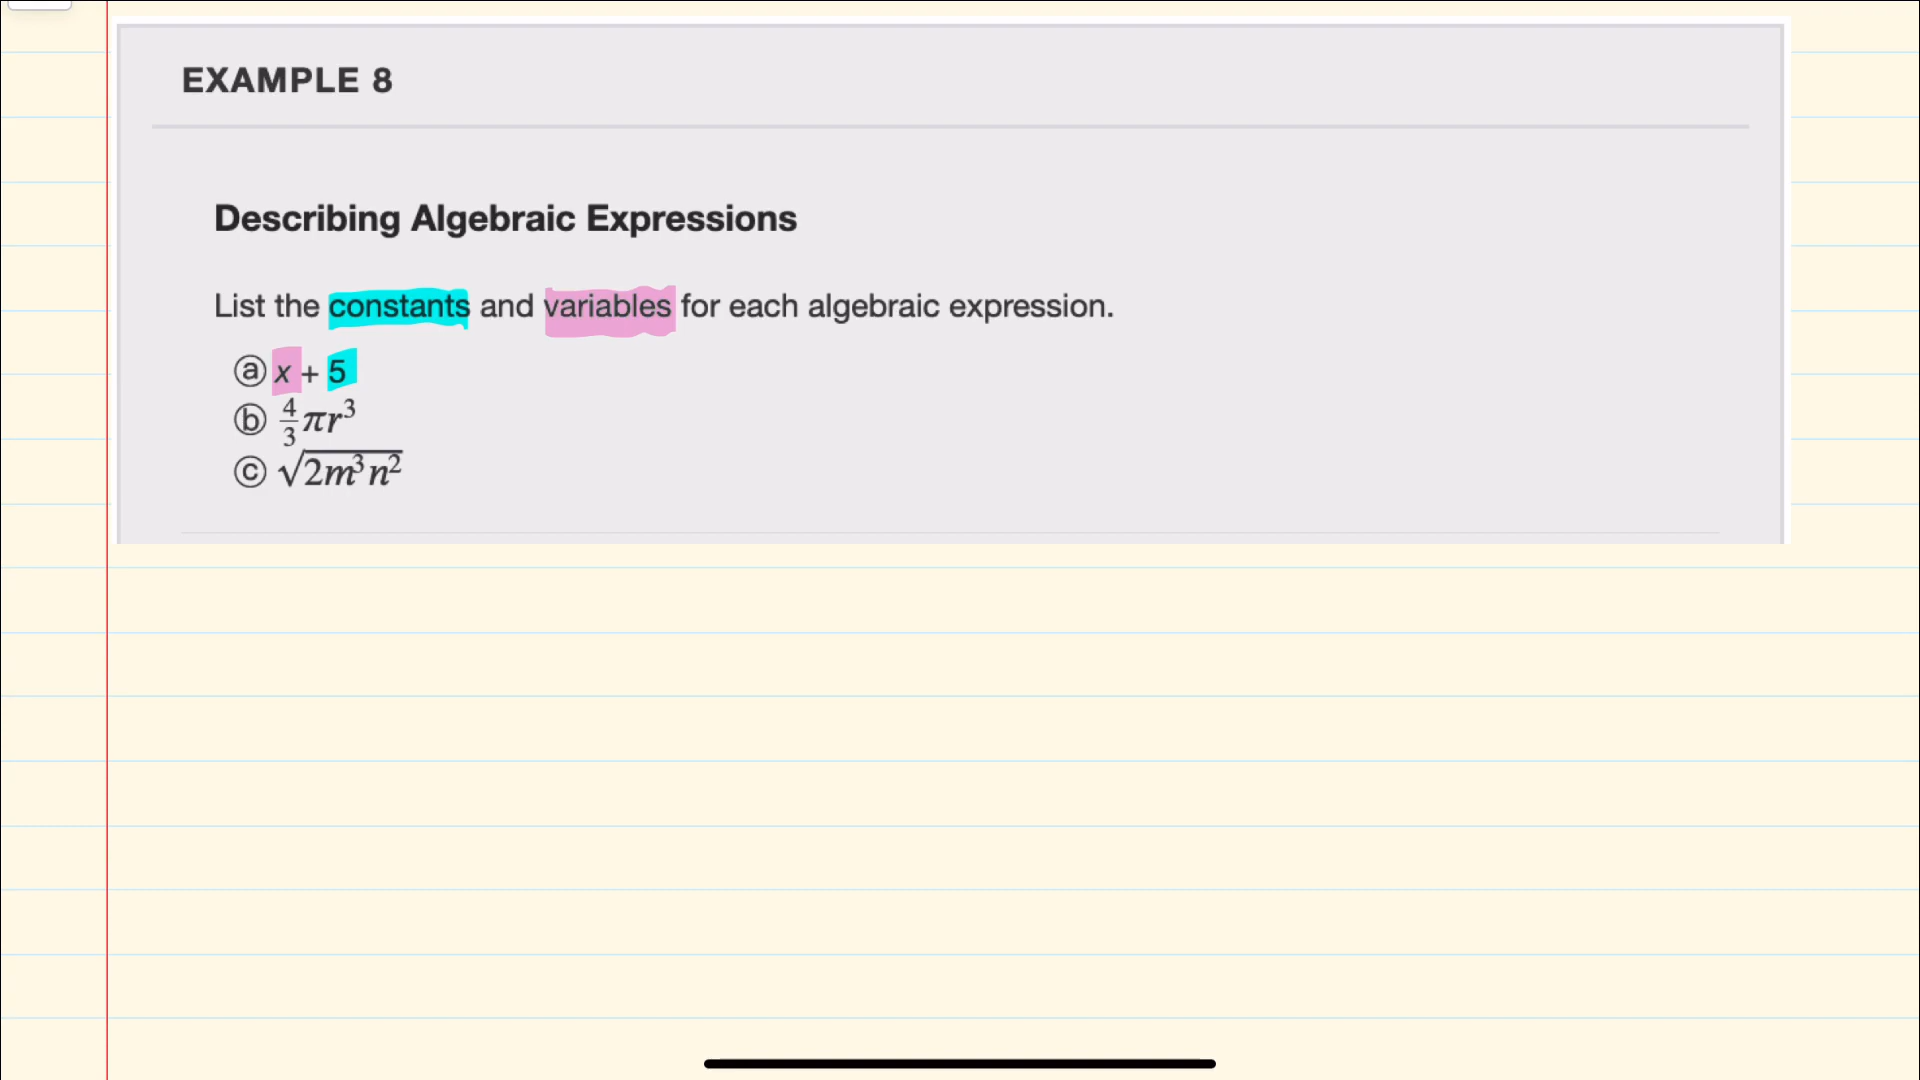 EXAMPLE 8
Describing Algebraic Expressions
List the constants and variables for each algebraic expression.
ⓐ x + 5
ⓑ 4/3 πr³
ⓒ √(2m³n²)